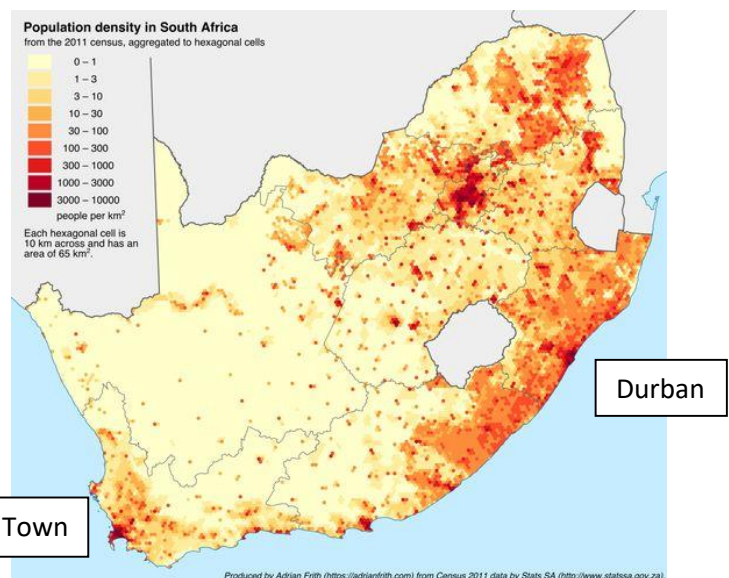 Population density in South Africa
from the 2011 census, aggregated to hexagonal cells
0 – 1
1 – 3
3 – 10
10 – 30
30 – 100
100 – 300
300 – 1000
1000 – 3000
3000 – 10000
people per km²
Each hexagonal cell is
10 km across and has an
area of 65 km².
Durban
Town
Produced by Adrian Frith (https://adrianfrith.com) from Census 2011 data by Stats SA (http://www.statssa.gov.za).